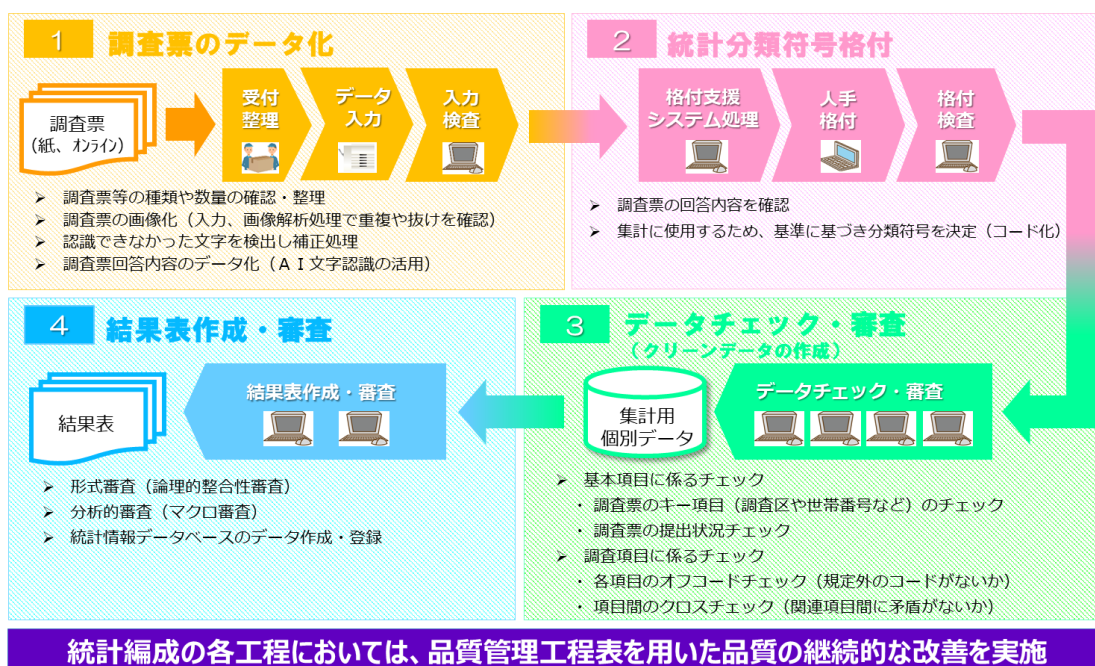 1 調査票のデータ化
調査票
(紙、オンライン)
受付
整理
データ
入力
入力
検査
➢ 調査票等の種類や数量の確認・整理
➢ 調査票の画像化（入力、画像解析処理で重複や抜けを確認）
➢ 認識できなかった文字を検出し補正処理
➢ 調査票回答内容のデータ化（ＡＩ文字認識の活用）
2 統計分類符号格付
格付支援
システム処理
人手
格付
格付
検査
➢ 調査票の回答内容を確認
➢ 集計に使用するため、基準に基づき分類符号を決定（コード化）
3 データチェック・審査
（クリーンデータの作成）
データチェック・審査
集計用
個別データ
➢ 基本項目に係るチェック
・調査票のキー項目（調査区や世帯番号など）のチェック
・調査票の提出状況チェック
➢ 調査項目に係るチェック
・各項目のオフコードチェック（規定外のコードがないか）
・項目間のクロスチェック（関連項目間に矛盾がないか）
4 結果表作成・審査
結果表作成・審査
結果表
➢ 形式審査（論理的整合性審査）
➢ 分析的審査（マクロ審査）
➢ 統計情報データベースのデータ作成・登録
統計編成の各工程においては、品質管理工程表を用いた品質の継続的な改善を実施